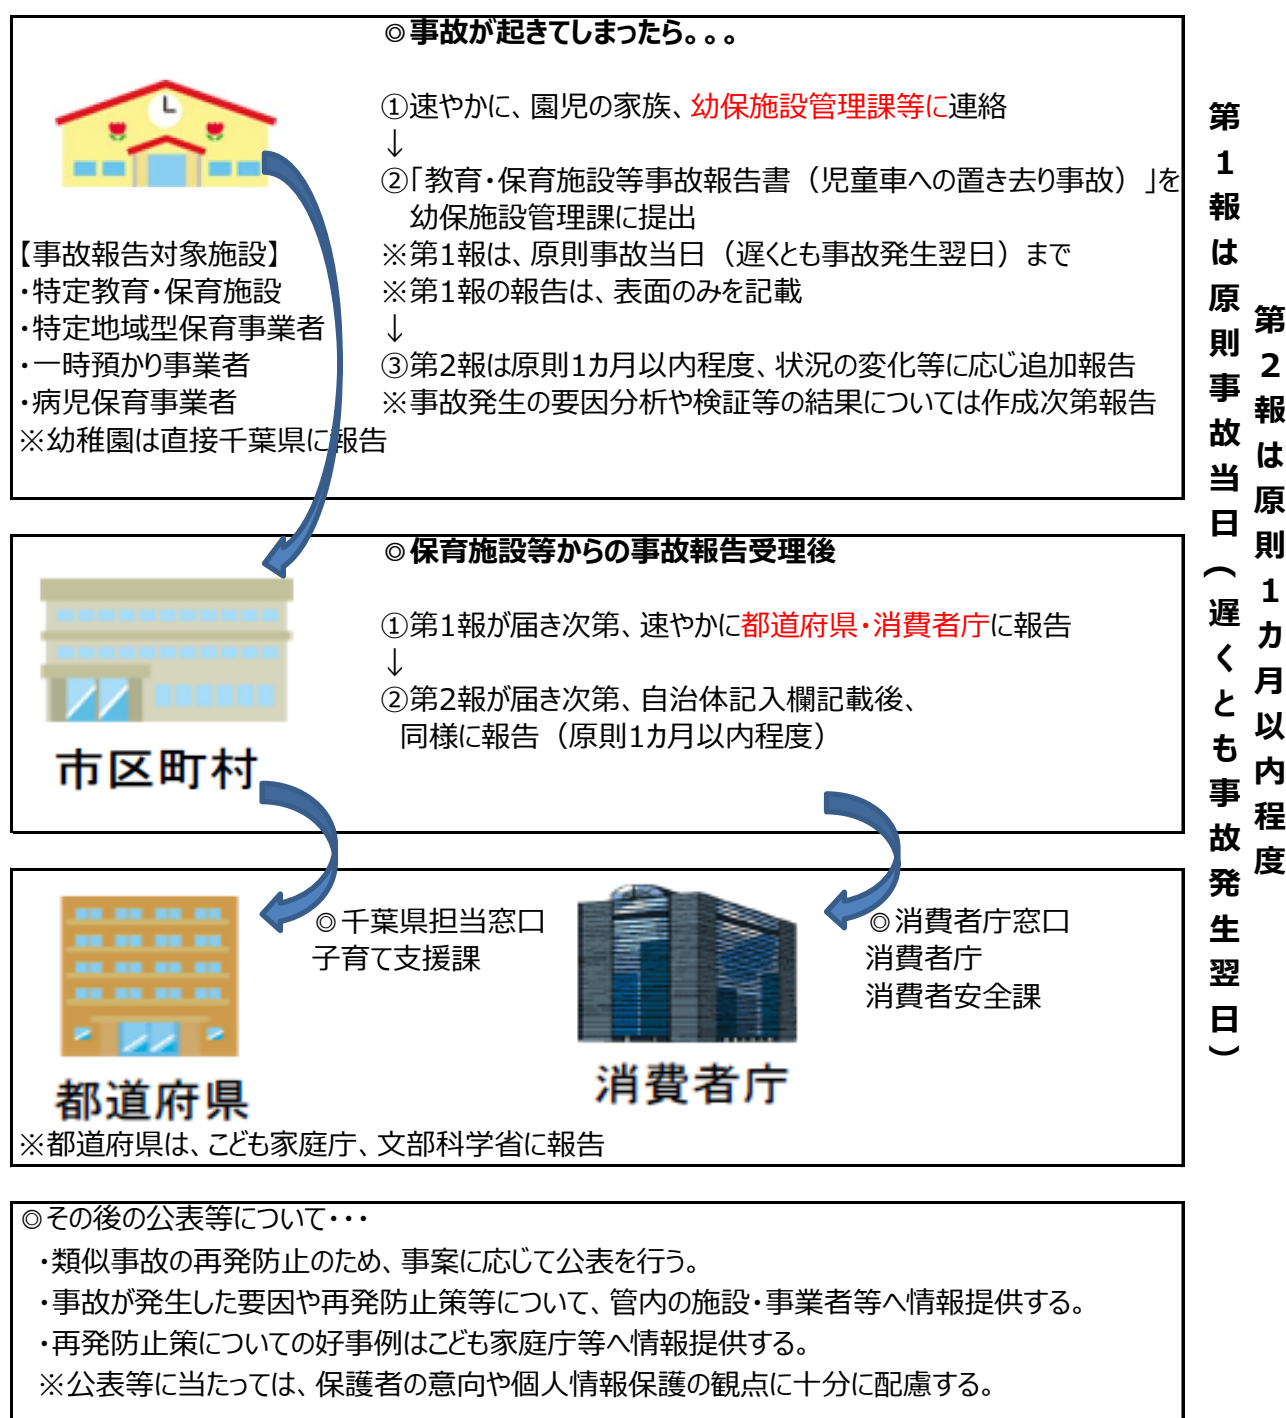 ◎事故が起きてしまったら。。。
①速やかに、園児の家族、幼保施設管理課等に連絡
↓
②「教育・保育施設等事故報告書（児童車への置き去り事故）」を
幼保施設管理課に提出
※第1報は、原則事故当日（遅くとも事故発生翌日）まで
※第1報の報告は、表面のみを記載
↓
③第2報は原則1カ月以内程度、状況の変化等に応じ追加報告
※事故発生の要因分析や検証等の結果については作成次第報告
【事故報告対象施設】
・特定教育・保育施設
・特定地域型保育事業者
・一時預かり事業者
・病児保育事業者
※幼稚園は直接千葉県に報告
◎保育施設等からの事故報告受理後
①第1報が届き次第、速やかに都道府県・消費者庁に報告
↓
②第2報が届き次第、自治体記入欄記載後、
同様に報告（原則1カ月以内程度）
市区町村
◎千葉県担当窓口
子育て支援課
都道府県
◎消費者庁窓口
消費者庁
消費者安全課
消費者庁
※都道府県は、こども家庭庁、文部科学省に報告
◎その後の公表等について・・・
・類似事故の再発防止のため、事案に応じて公表を行う。
・事故が発生した要因や再発防止策等について、管内の施設・事業者等へ情報提供する。
・再発防止策についての好事例はこども家庭庁等へ情報提供する。
※公表等に当たっては、保護者の意向や個人情報保護の観点に十分に配慮する。
第1報は原則事故当日（遅くとも事故発生翌日）
第2報は原則1カ月以内程度